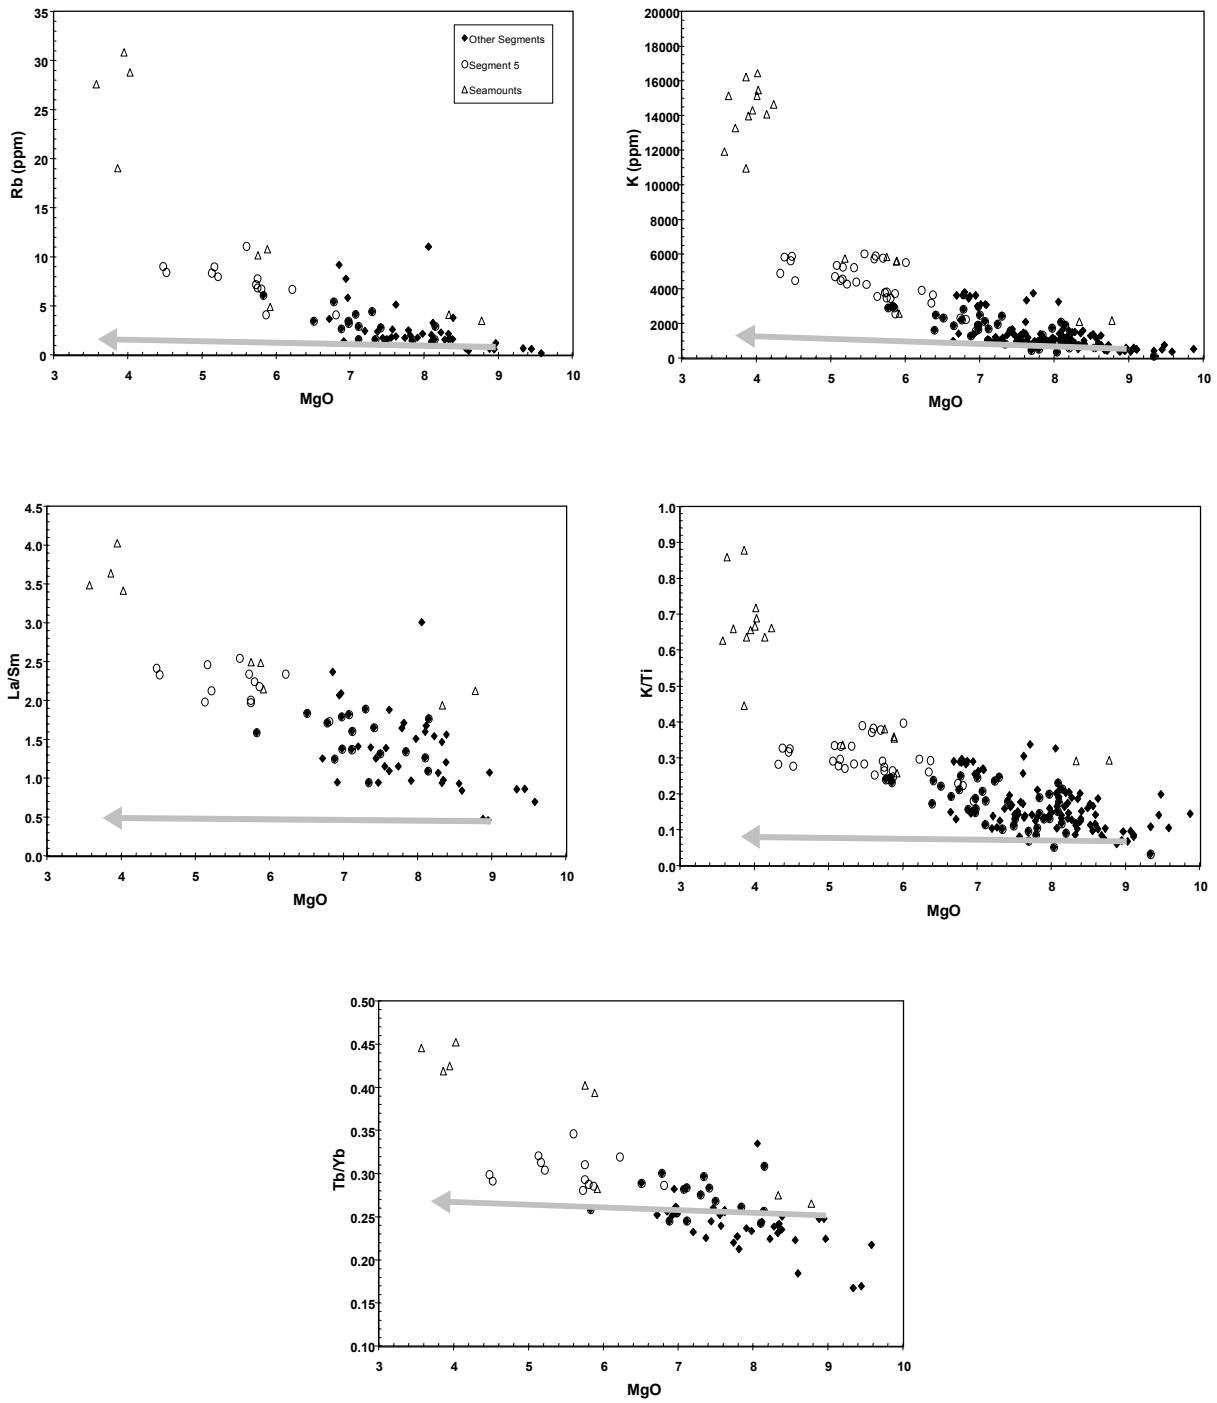 35
30
25
20
15
10
5
0
Rb (ppm)
Other Segments
Segment 5
Seamounts
3 4 5 6 7 8 9 10
MgO
20000
18000
16000
14000
12000
10000
8000
6000
4000
2000
0
K (ppm)
3 4 5 6 7 8 9 10
MgO
4.5
4.0
3.5
3.0
2.5
2.0
1.5
1.0
0.5
0.0
La/Sm
3 4 5 6 7 8 9 10
MgO
1.0
0.9
0.8
0.7
0.6
0.5
0.4
0.3
0.2
0.1
0.0
K/Ti
3 4 5 6 7 8 9 10
MgO
0.50
0.45
0.40
0.35
0.30
0.25
0.20
0.15
0.10
Tb/Yb
3 4 5 6 7 8 9 10
MgO